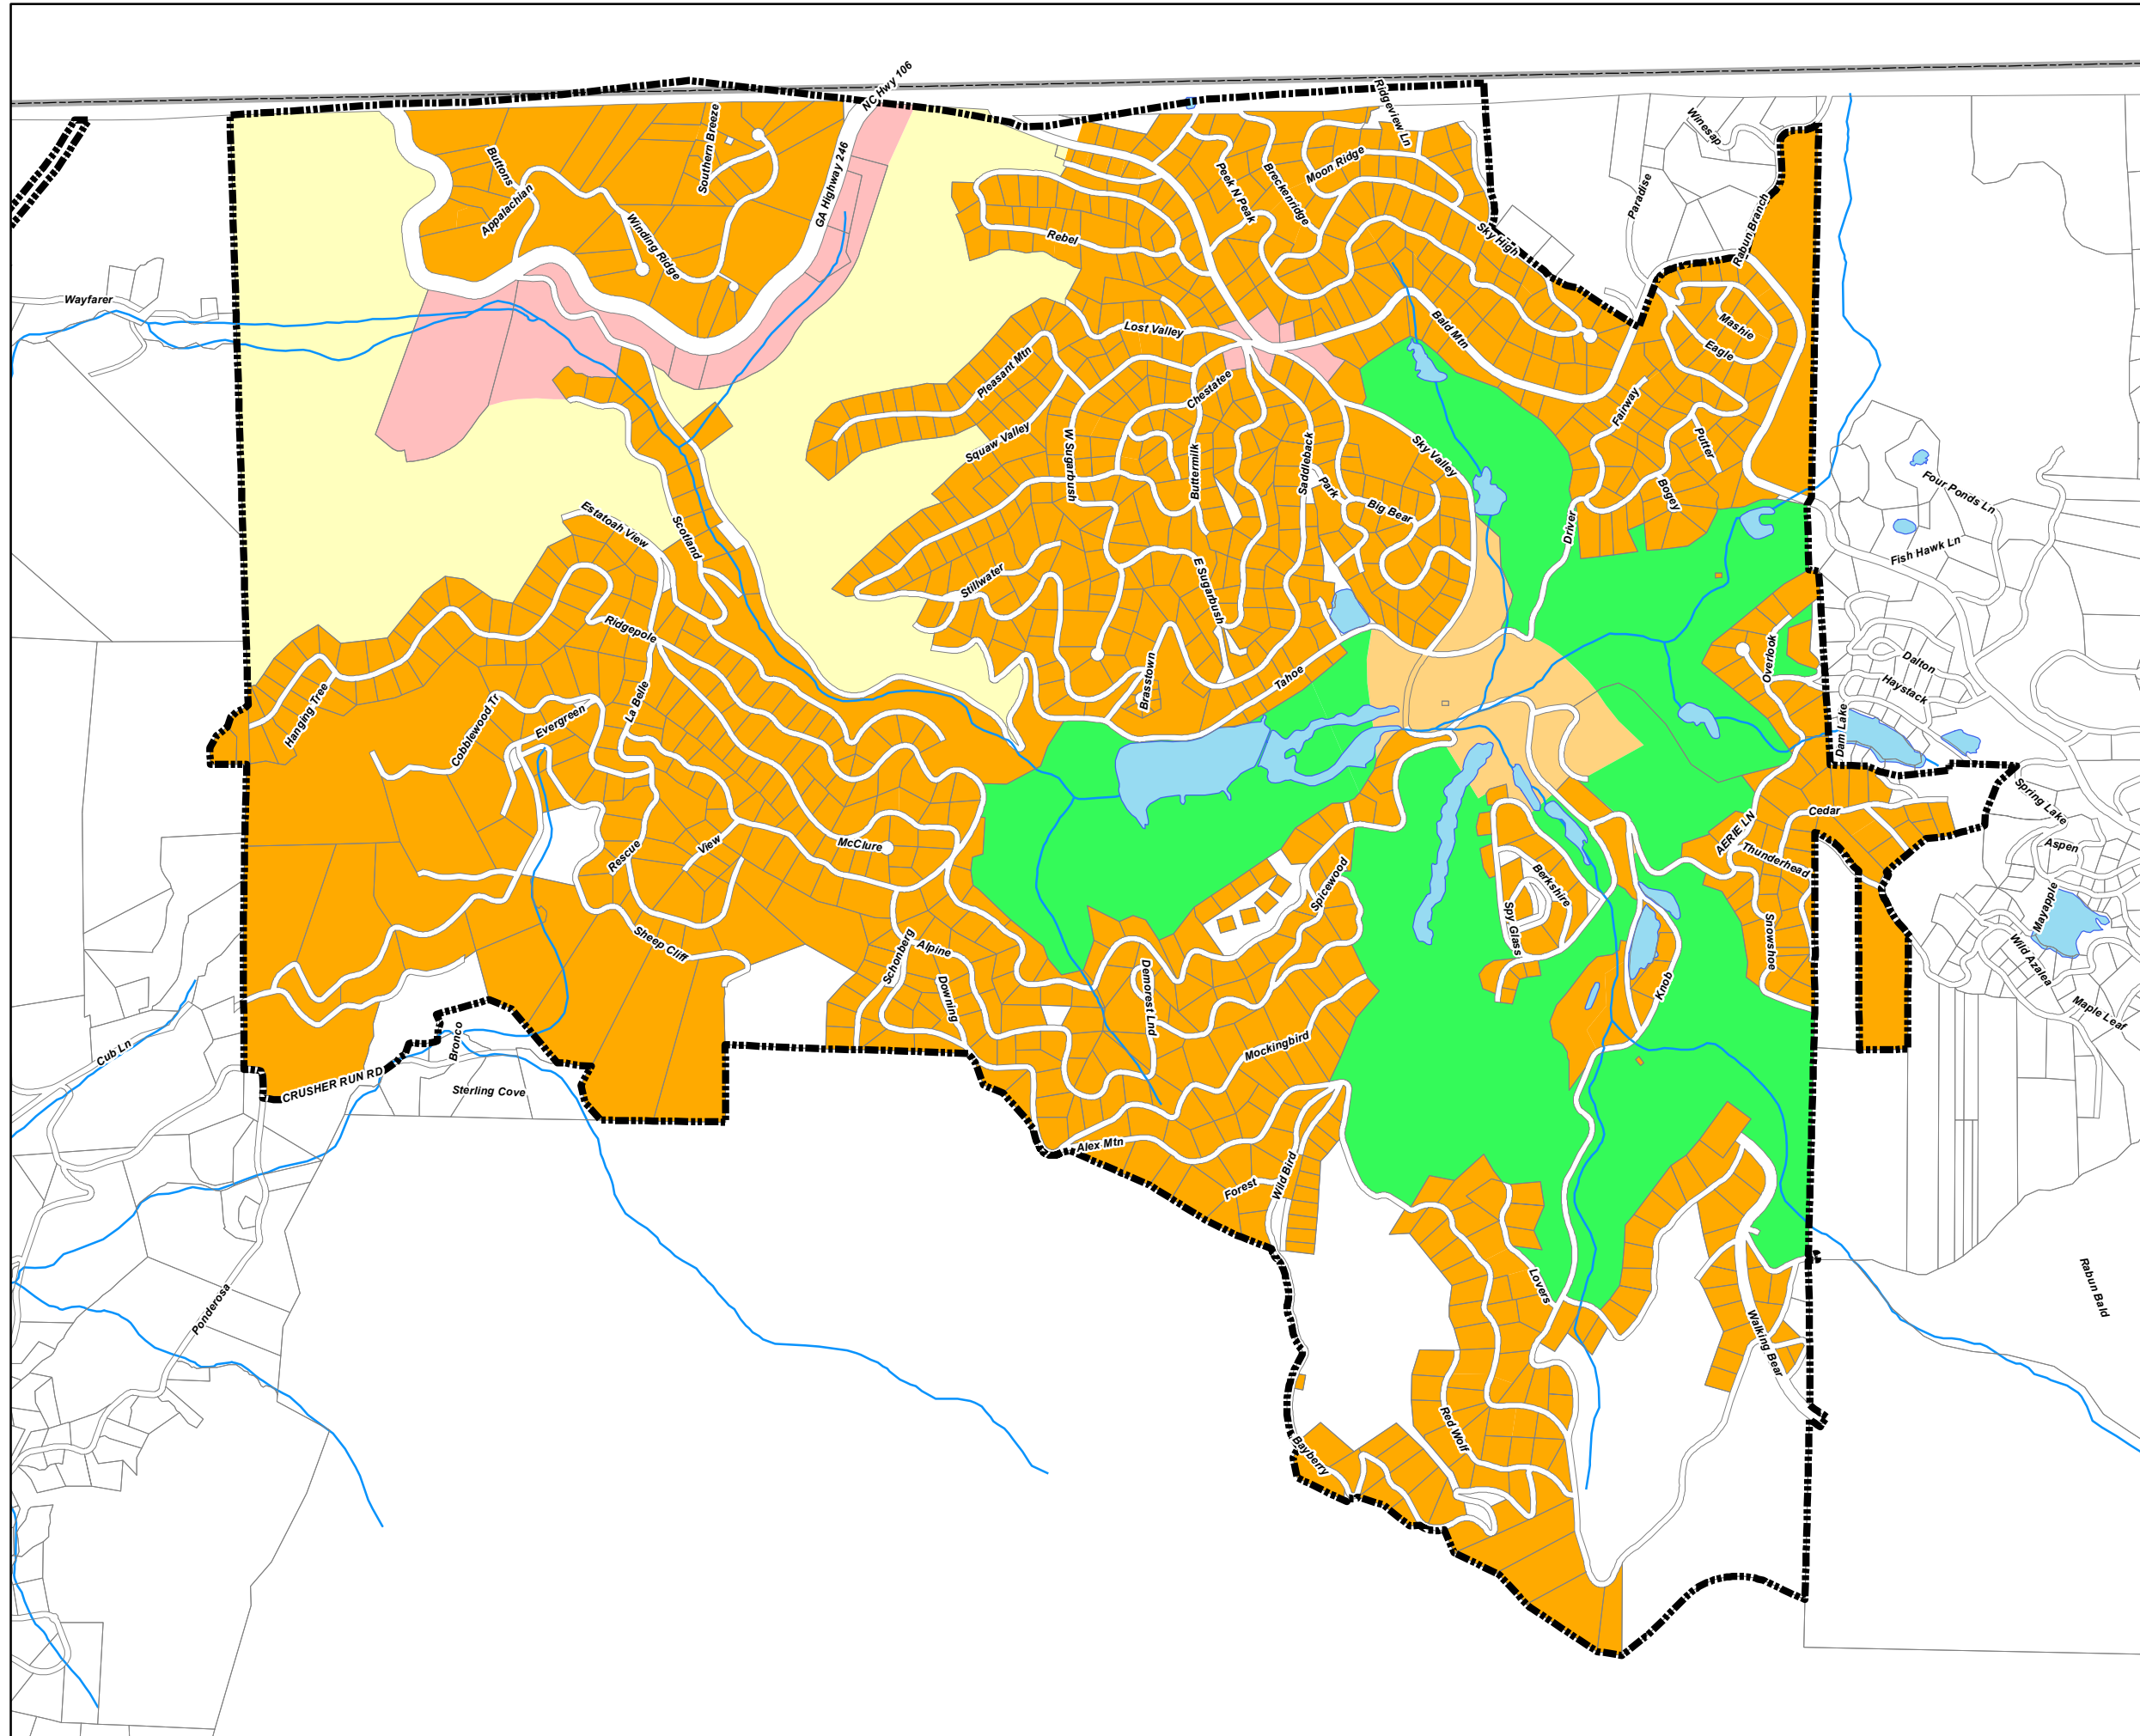 NC Hwy 106
Ridgeview Ln
Southern Breeze
Winesap
Buttons
GA Highway 246
Moon Ridge
Peek N Peak
Breckenridge
Paradise
Appalachian
Rabun Branch
Winding Ridge
Rebel
Sky High
Wayfarer
Lost Valley
Bald Mtn
Mashie
Eagle
Pleasant Mtn
Chestatee
Fairway
Squaw Valley
Sky Valley
Putter
W Sugarbush
Buttermilk
Saddleback
Park
Bogey
Big Bear
Four Ponds Ln
Estatoah View
Scotland
Driver
Fish Hawk Ln
Stillwater
E Sugarbush
Ridgepole
Overlook
Dalton
Brasstown
Tahoe
Haystack
Hanging Tree
La Belle
Cobblewood Tr
Evergreen
Dam Lake
Spring Lake
Cedar
AERIE LN
Rescue
View
McClure
Thunderhead
Aspen
Spicewood
Berkshire
Mayapple
Spy Glass
Snowshoe
Sheep Cliff
Schonberg
Alpine
Wild Azalea
Downing
Demorest Lnd
Knob
Maple Leaf
Bronco
Cub Ln
Mockingbird
CRUSHER RUN RD
Sterling Cove
Alex Mtn
Wild Bird
Forest
Lovers
Rabun Bald
Ponderosa
Walking Bear
Red Wolf
Bayberry